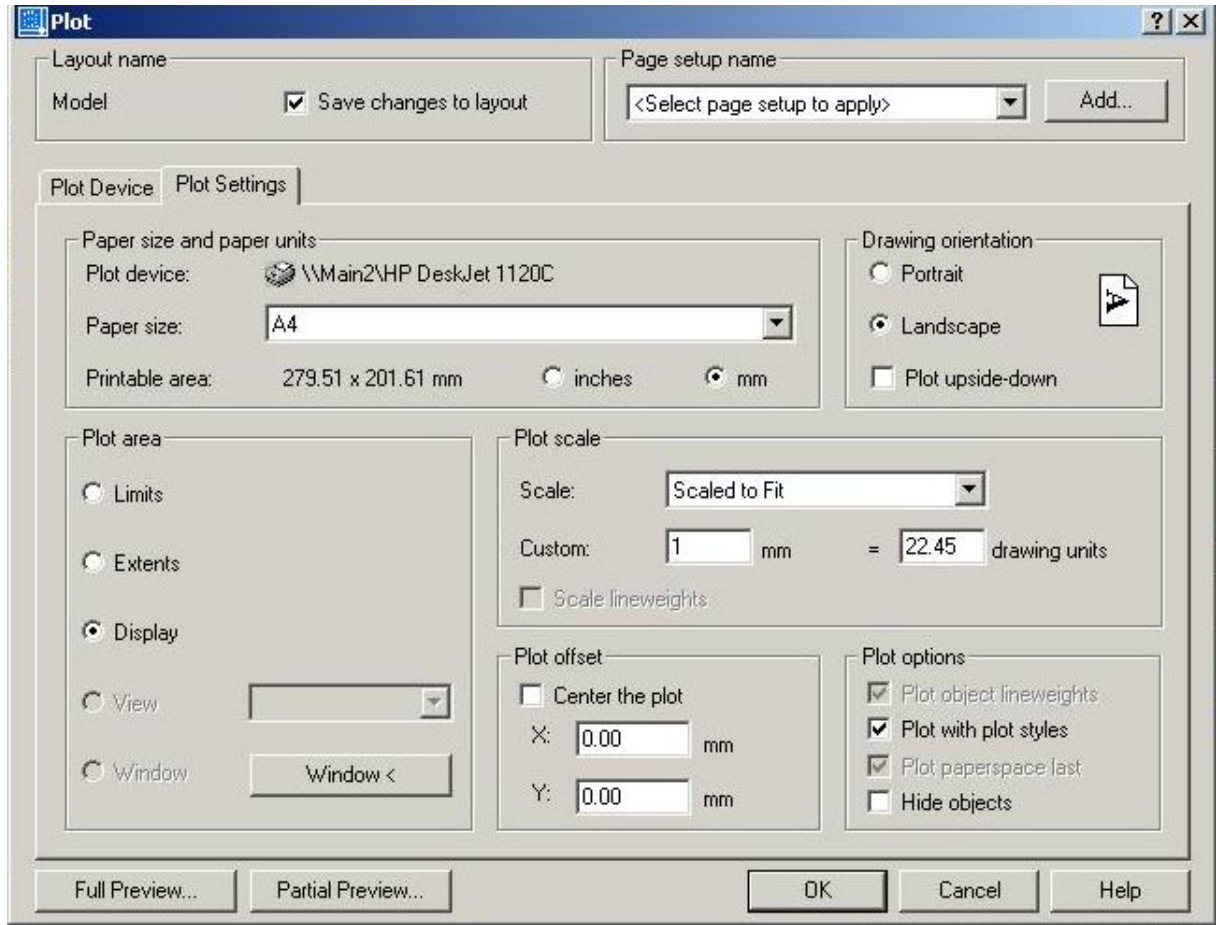 Plot
Layout name
Model
Save changes to layout
Page setup name
<Select page setup to apply>
Add...
Plot Device
Plot Settings
Paper size and paper units
Plot device:
\\Main2\HP DeskJet 1120C
Paper size:
A4
Printable area:
279.51 x 201.61 mm
inches
mm
Drawing orientation
Portrait
Landscape
A
Plot upside-down
Plot area
Limits
Extents
Display
View
Window
Window <
Plot scale
Scale:
Scaled to Fit
Custom:
1
mm
=
22.45
drawing units
Scale lineweights
Plot offset
Center the plot
X:
0.00
mm
Y:
0.00
mm
Plot options
Plot object lineweights
Plot with plot styles
Plot paperspace last
Hide objects
Full Preview...
Partial Preview...
OK
Cancel
Help